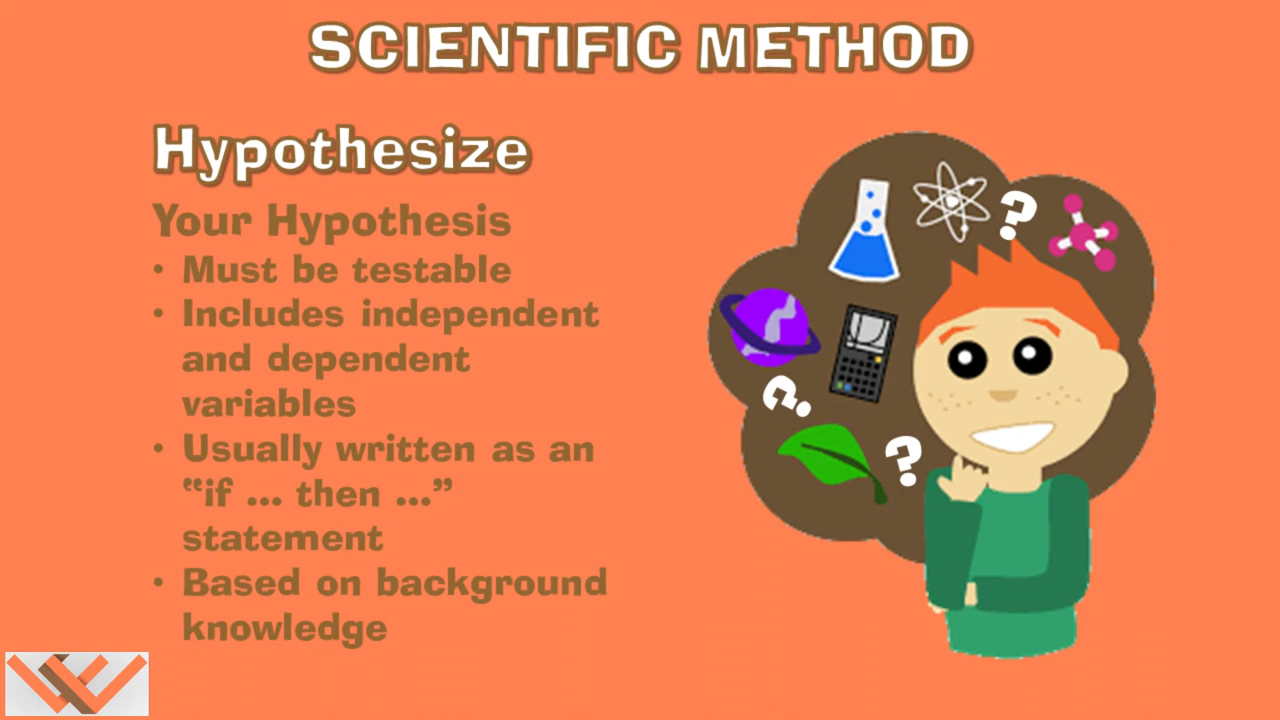 SCIENTIFIC METHOD
Hypothesize
Your Hypothesis
• Must be testable
• Includes independent
and dependent
variables
• Usually written as an
“if ... then ...”
statement
• Based on background
knowledge
?
?
?